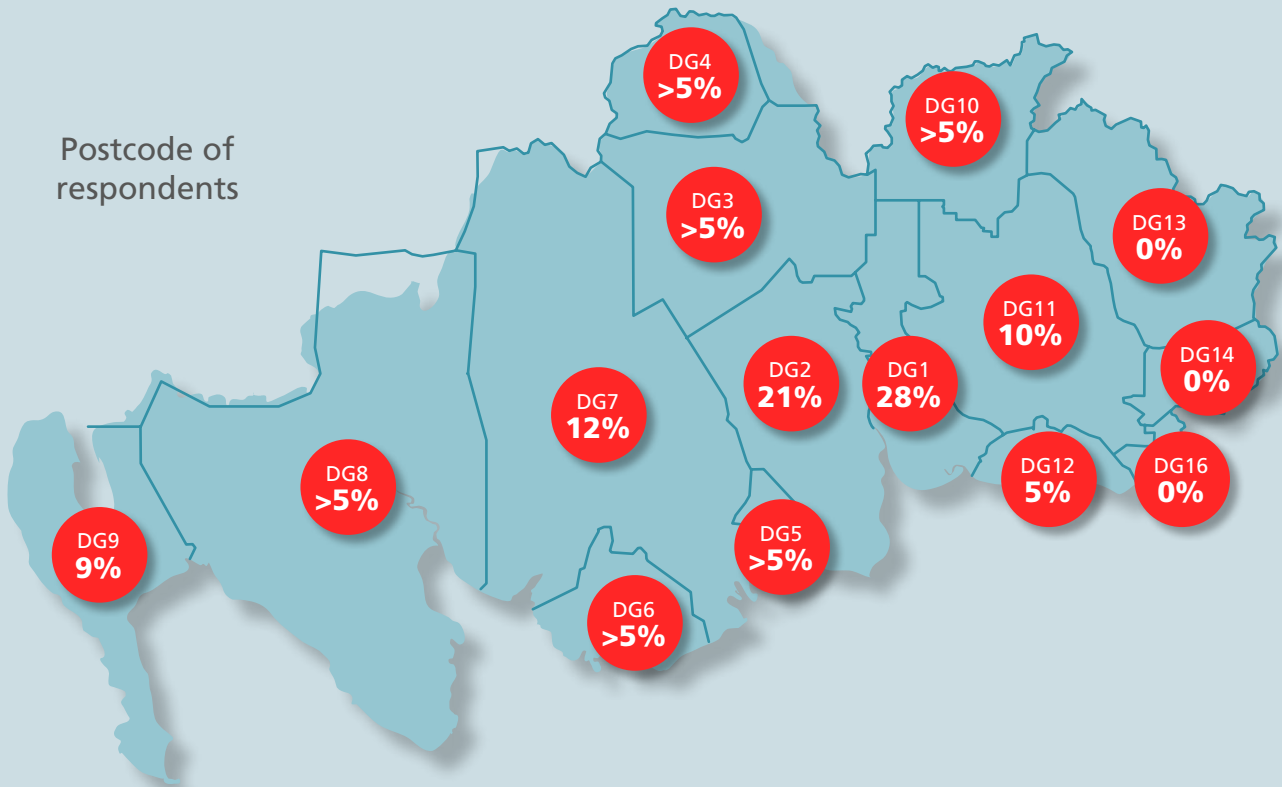 Postcode of
respondents
DG4
>5%
DG10
>5%
DG3
>5%
DG13
0%
DG11
10%
DG14
0%
DG2
21%
DG1
28%
DG7
12%
DG8
>5%
DG12
5%
DG16
0%
DG5
>5%
DG9
9%
DG6
>5%